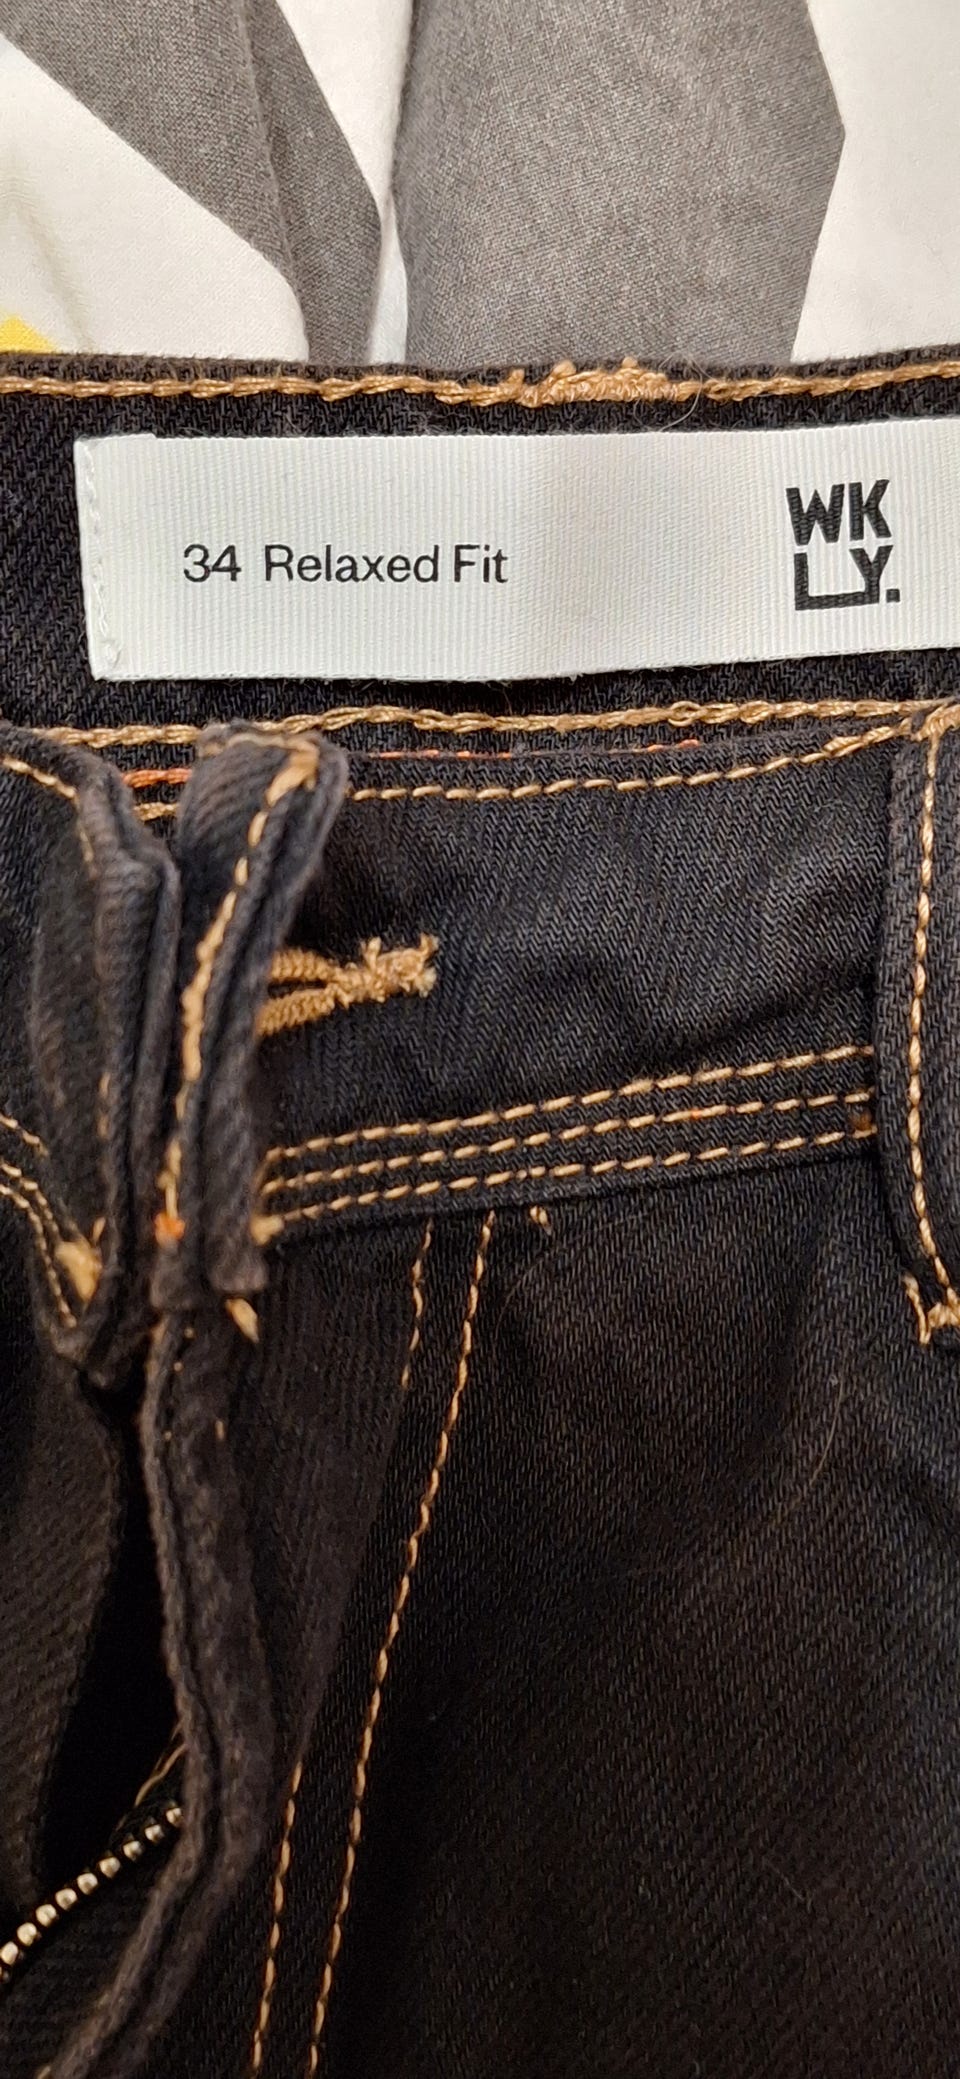 34 Relaxed Fit
WK
LY.